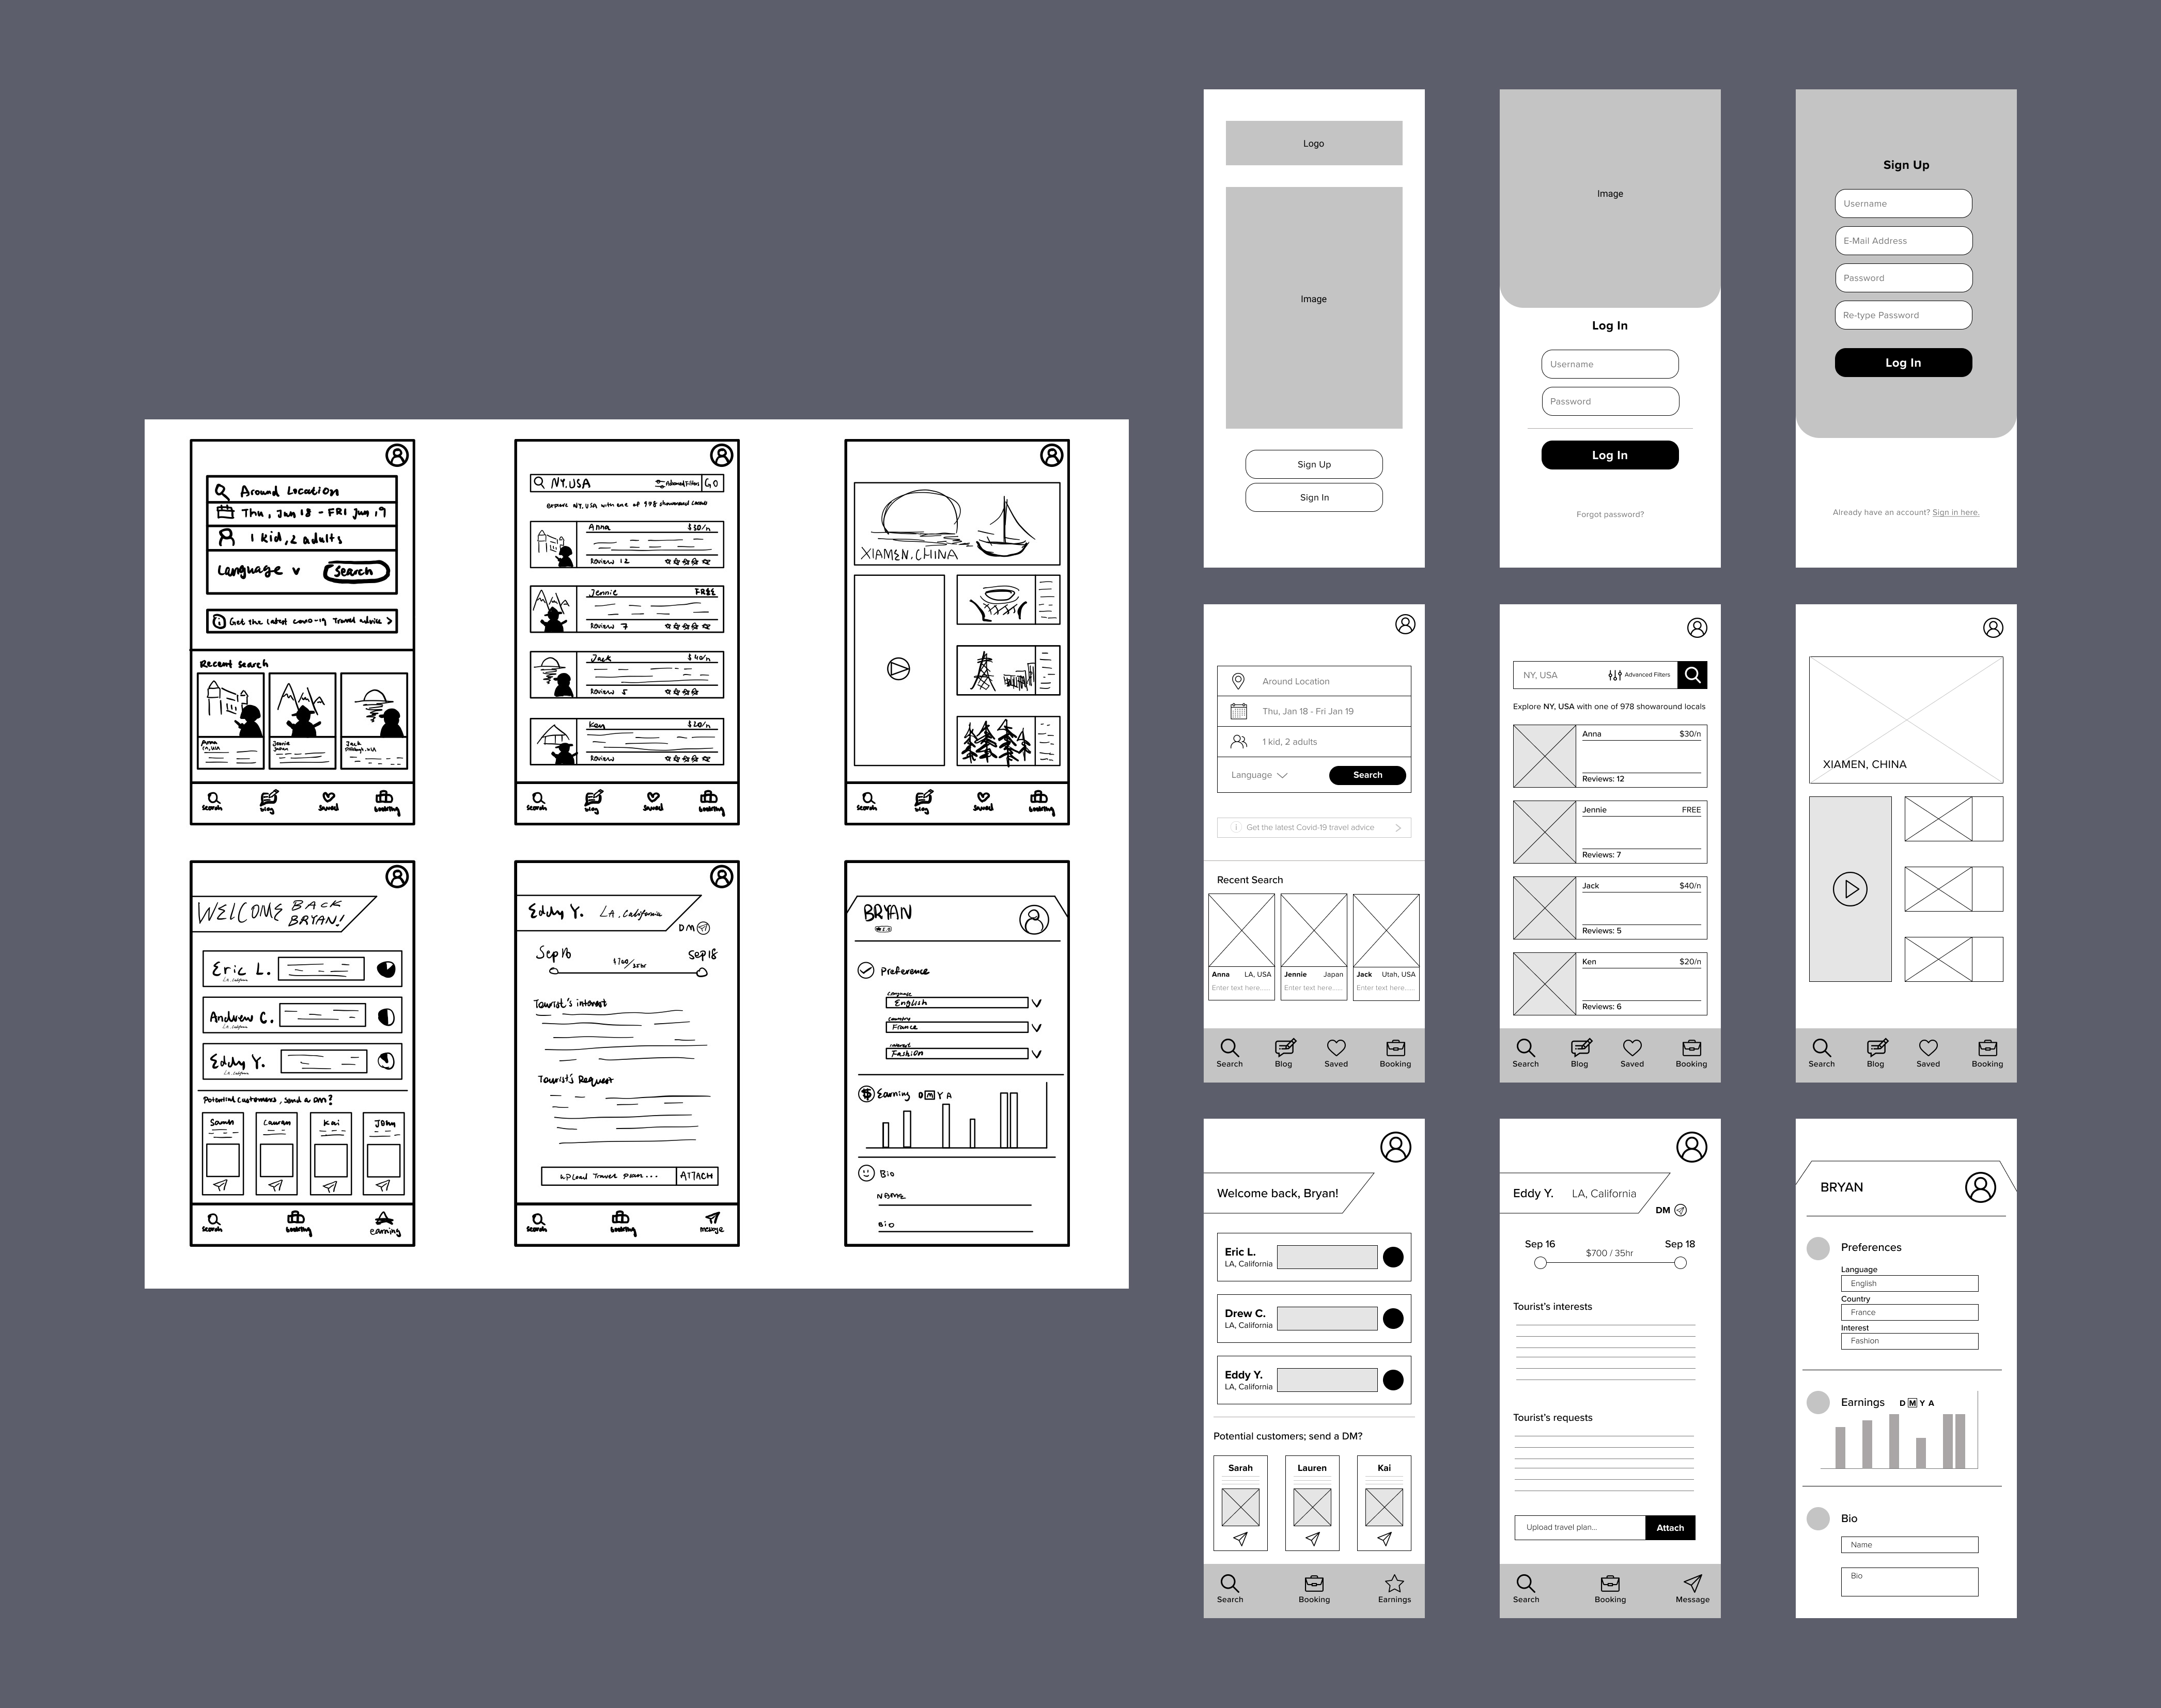 Around Location
Thu, Jan 18 - FRI Jan 19
1 kid, 2 adults
Language
Search
Get the latest covid-19 Travel advice >
Recent search
Anna
Jennie
Japan
Jack
search
blog
saved
booking
NY.USA
Advanced Filters
GO
Explore NY, USA with one of 978 showaround locals
Anna $30/n
Review 12
Jennie FREE
Review 7
Jack $40/n
Review 5
Ken $20/n
Review
search
blog
saved
booking
XIAMEN.CHINA
search
blog
saved
booking
WELCOME BACK
BRYAN!
Eric L.
LA. California
Andrew C.
LA. California
Eddy Y.
LA. California
Potential customers, send a DM?
Sarah
Lauren
Kai
John
search
booking
earning
Eddy Y. LA. California
DM
Sep 16
Sep 18
$700/35hr
Tourist's interest
Tourist's Request
Upload Travel Plan...
ATTACH
search
booking
message
BRYAN
Preference
Language
English
Country
France
interest
Fashion
$ Earning D M Y A
Bio
NAME
Bio
Logo
Image
Sign Up
Sign In
Image
Log In
Username
Password
Log In
Forgot password?
Sign Up
Username
E-Mail Address
Password
Re-type Password
Log In
Already have an account? Sign in here.
Around Location
Thu, Jan 18 - Fri Jan 19
1 kid, 2 adults
Language
Search
Get the latest Covid-19 travel advice
Recent Search
Anna LA, USA
Enter text here......
Jennie Japan
Enter text here......
Jack Utah, USA
Enter text here......
Search
Blog
Saved
Booking
NY, USA
Advanced Filters
Explore NY, USA with one of 978 showaround locals
Anna $30/n
Reviews: 12
Jennie FREE
Reviews: 7
Jack $40/n
Reviews: 5
Ken $20/n
Reviews: 6
Search
Blog
Saved
Booking
XIAMEN, CHINA
Search
Blog
Saved
Booking
Welcome back, Bryan!
Eric L.
LA, California
Drew C.
LA, California
Eddy Y.
LA, California
Potential customers; send a DM?
Sarah
Lauren
Kai
Search
Booking
Earnings
Eddy Y. LA, California
DM
Sep 16
Sep 18
$700 / 35hr
Tourist's interests
Tourist's requests
Upload travel plan...
Attach
Search
Booking
Message
BRYAN
Preferences
Language
English
Country
France
Interest
Fashion
Earnings D M Y A
Bio
Name
Bio